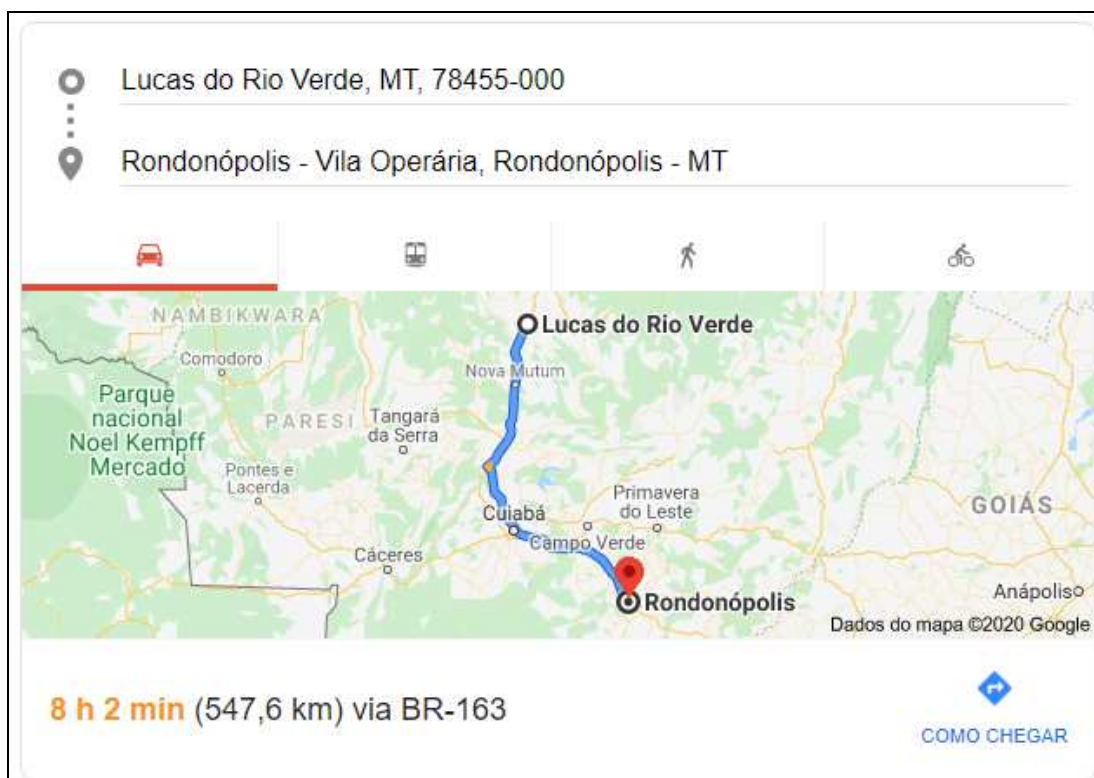 Lucas do Rio Verde, MT, 78455-000
Rondonópolis - Vila Operária, Rondonópolis - MT
NAMBIKWARA
Lucas do Rio Verde
Comodoro
Nova Mutum
Parque
nacional
Noel Kempff
Mercado
PARESI
Tangará
da Serra
Pontes e
Lacerda
Primavera
do Leste
GOIÁS
Cuiabá
Campo Verde
Cáceres
Anápolis
Rondonópolis
Dados do mapa ©2020 Google
8 h 2 min (547,6 km) via BR-163
COMO CHEGAR